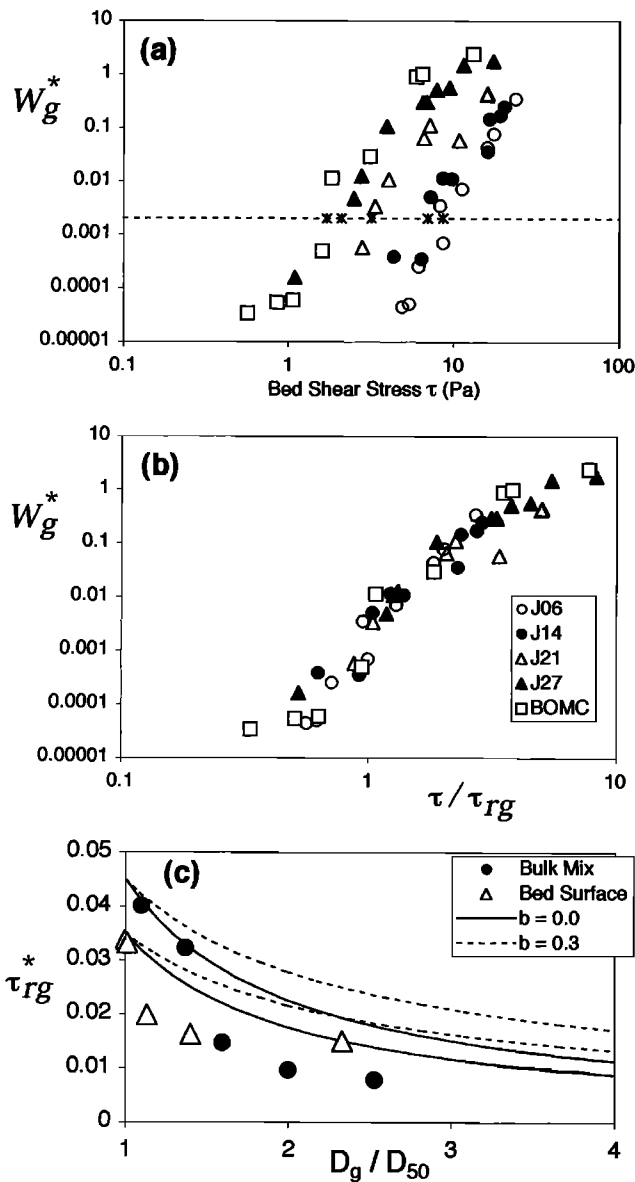 (a)
W*g
10
1
0.1
0.01
0.001
0.0001
0.00001
0.1 1 10 100
Bed Shear Stress τ (Pa)
(b)
W*g
10
1
0.1
0.01
0.001
0.0001
0.00001
0.1 1 10
τ / τrg
J06
J14
J21
J27
BOMC
(c)
τ*rg
0.05
0.04
0.03
0.02
0.01
0
1 2 3 4
Dg / D50
Bulk Mix
Bed Surface
b = 0.0
b = 0.3